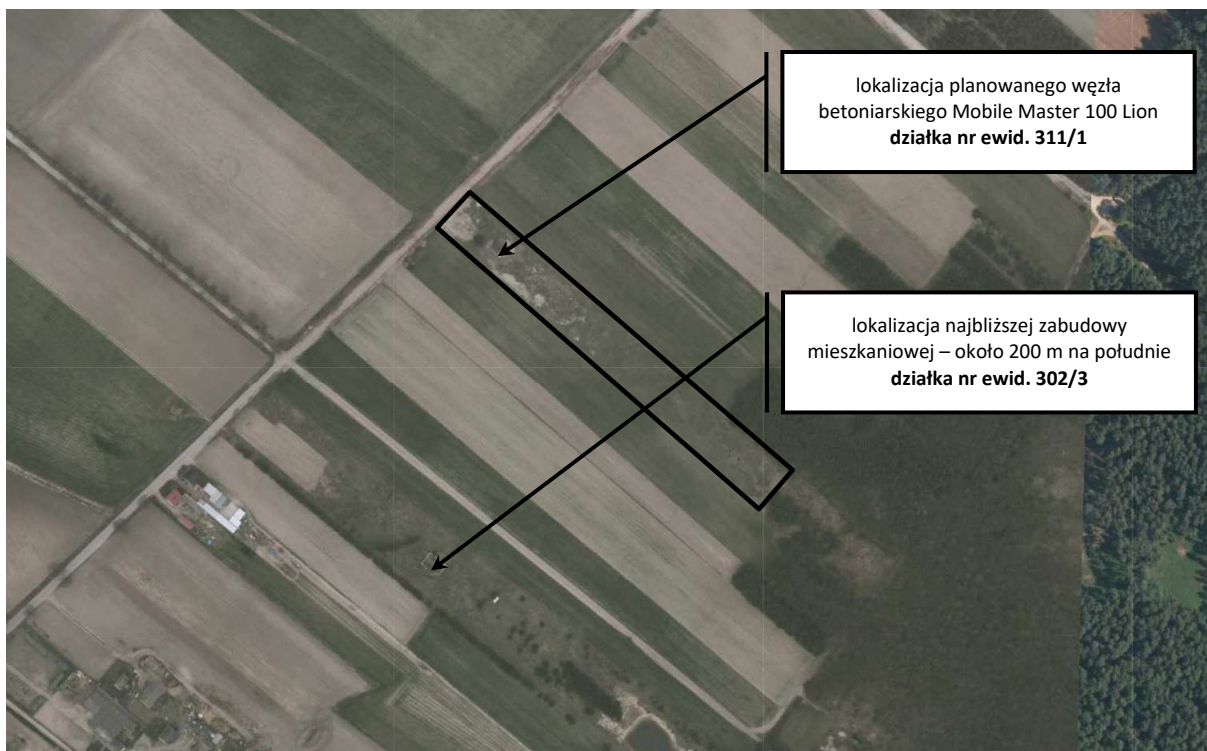 lokalizacja planowanego węzła
betoniarskiego Mobile Master 100 Lion
działka nr ewid. 311/1
lokalizacja najbliższej zabudowy
mieszkaniowej – około 200 m na południe
działka nr ewid. 302/3